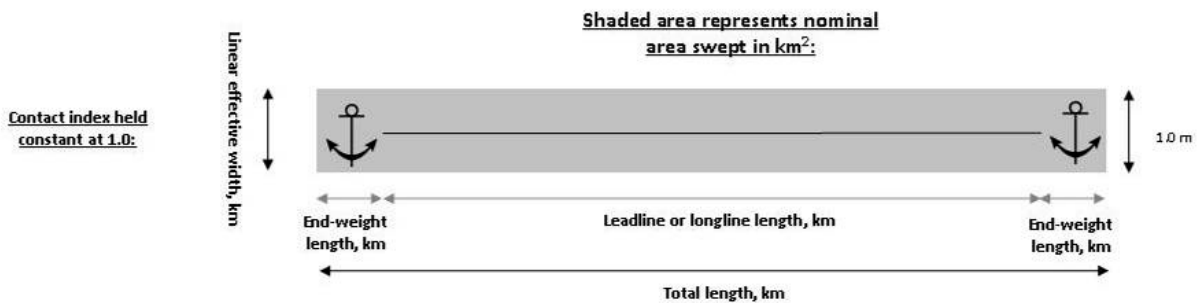 Shaded area represents nominal
area swept in km²:
Linear effective width, km
Contact index held
constant at 1.0:
1.0 m
End-weight
length, km
Leadline or longline length, km
End-weight
length, km
Total length, km